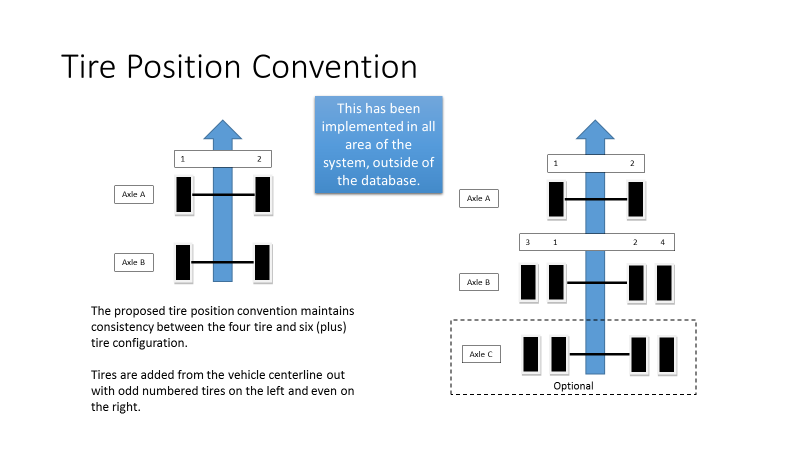 Tire Position Convention
This has been
implemented in all
area of the
system, outside of
the database.
1 2
Axle A
Axle B
The proposed tire position convention maintains
consistency between the four tire and six (plus)
tire configuration.
Tires are added from the vehicle centerline out
with odd numbered tires on the left and even on
the right.
1 2
Axle A
3 1 2 4
Axle B
Axle C
Optional